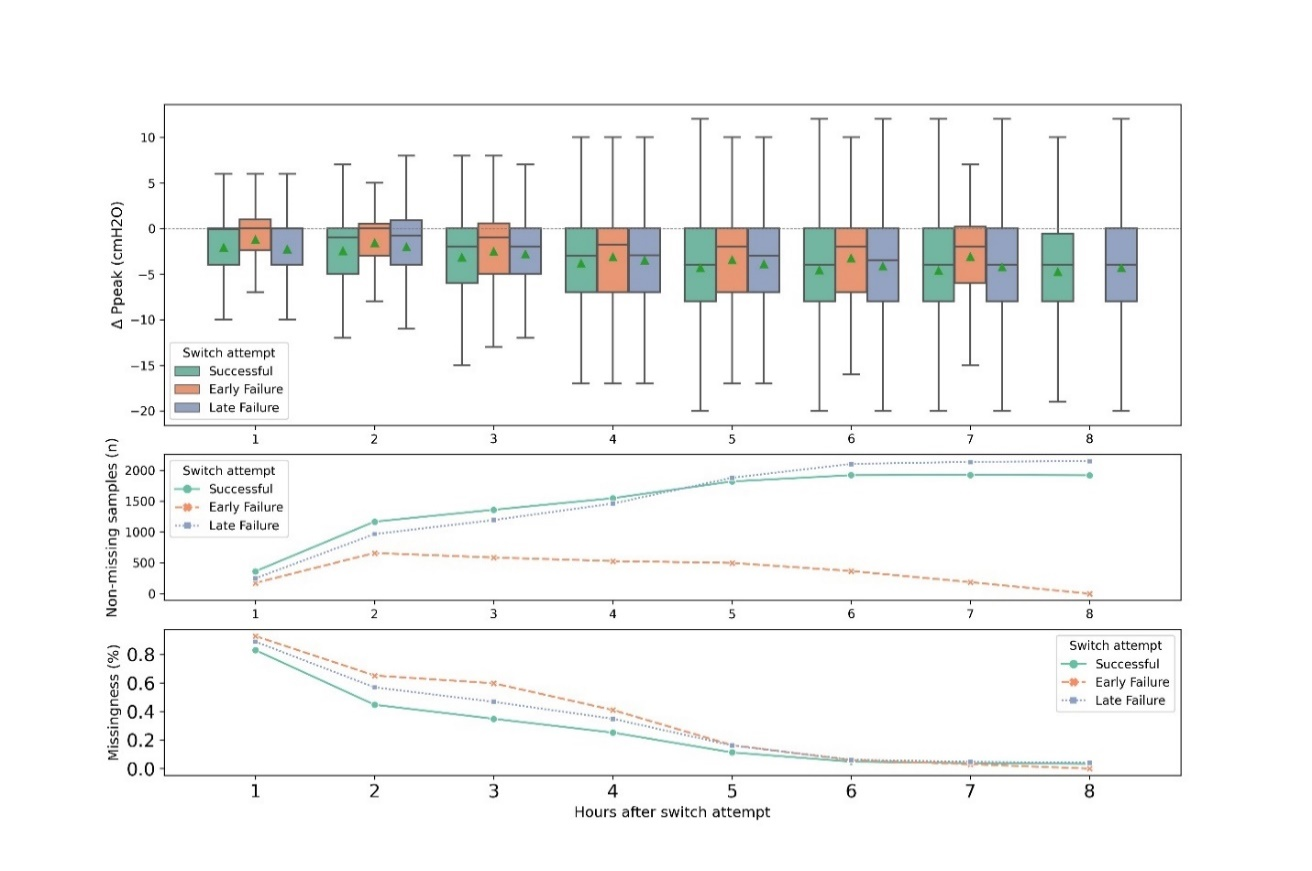 Δ Ppeak (cmH2O)
10
5
0
−5
−10
−15
−20
Switch attempt
Successful
Early Failure
Late Failure
1 2 3 4 5 6 7 8
Non-missing samples (n)
2000
1500
1000
500
0
Switch attempt
Successful
Early Failure
Late Failure
1 2 3 4 5 6 7 8
Missingness (%)
0.8
0.6
0.4
0.2
0.0
Switch attempt
Successful
Early Failure
Late Failure
1 2 3 4 5 6 7 8
Hours after switch attempt